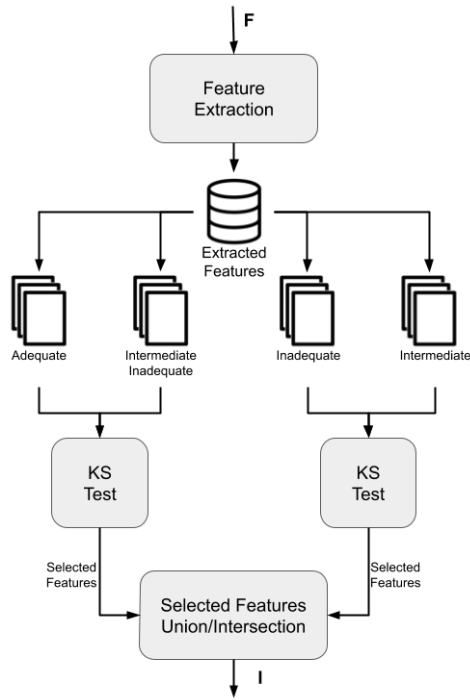 F
Feature
Extraction
Extracted
Features
Adequate
Intermediate
Inadequate
Inadequate
Intermediate
KS
Test
KS
Test
Selected
Features
Selected
Features
Selected Features
Union/Intersection
I